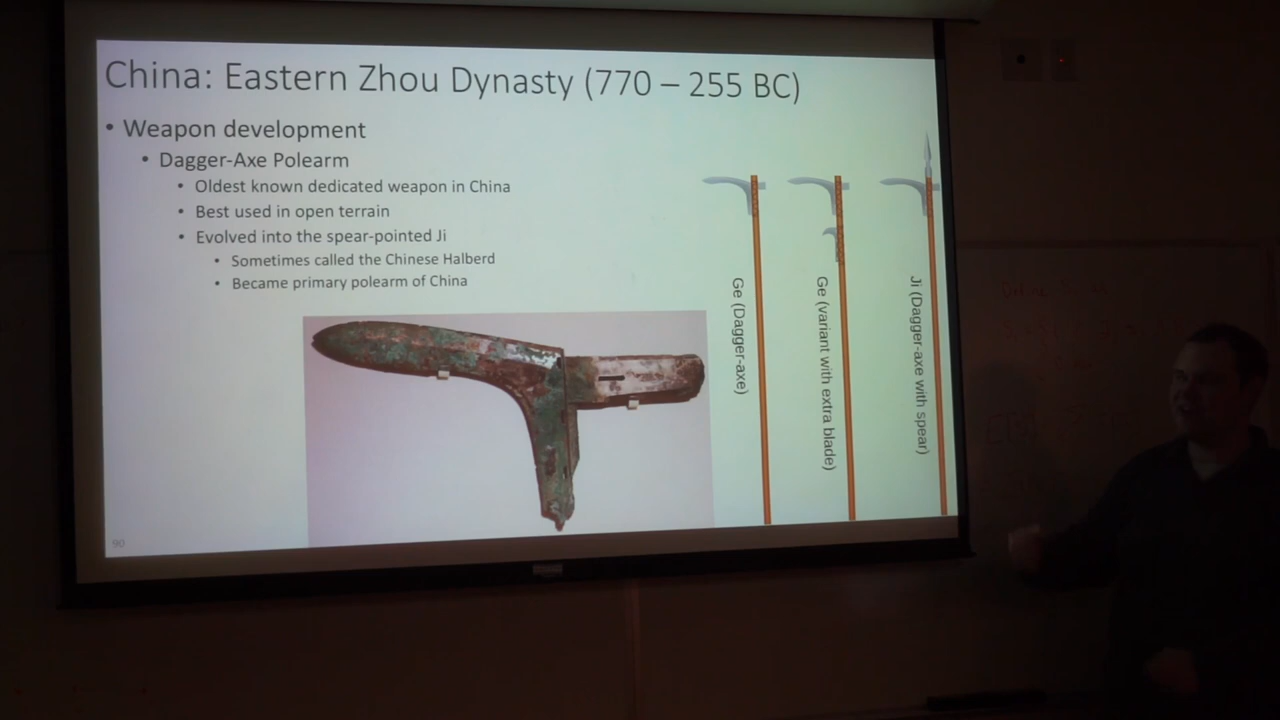 China: Eastern Zhou Dynasty (770 – 255 BC)
• Weapon development
• Dagger-Axe Polearm
• Oldest known dedicated weapon in China
• Best used in open terrain
• Evolved into the spear-pointed Ji
• Sometimes called the Chinese Halberd
• Became primary polearm of China
Ge (Dagger-axe)
Ge (variant with extra blade)
Ji (Dagger-axe with spear)
90